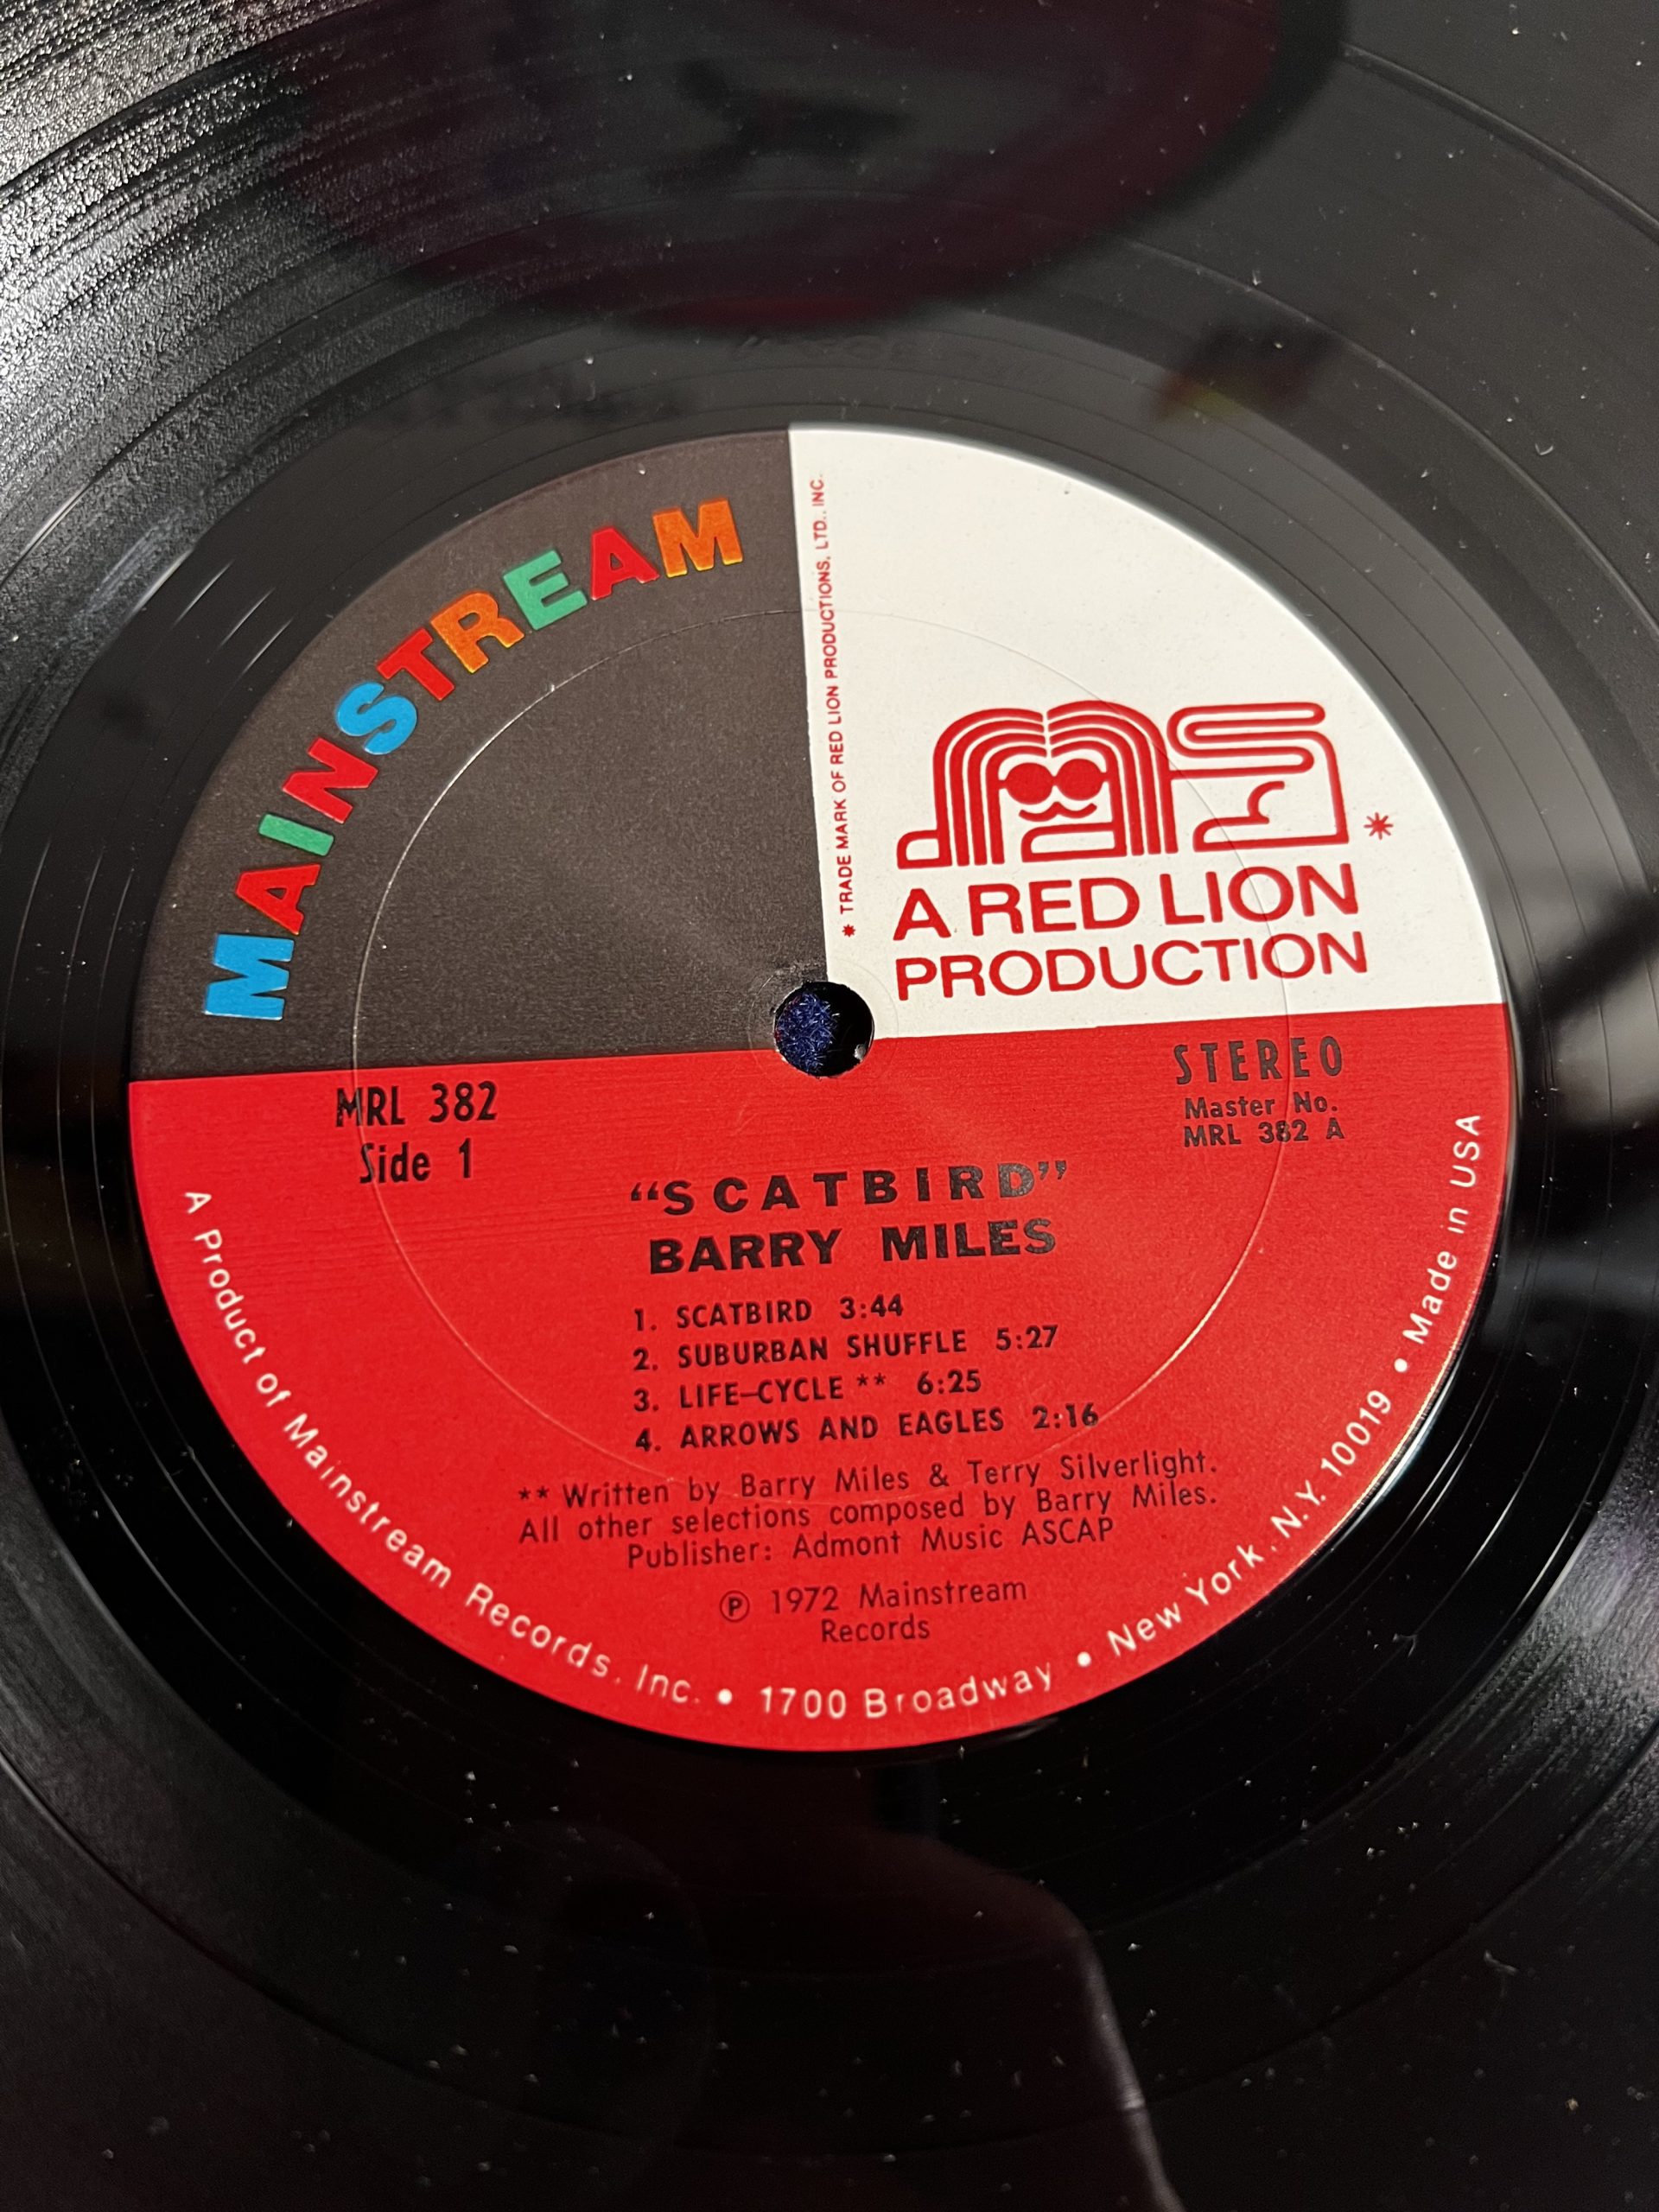 MAINSTREAM
* TRADE MARK OF RED LION PRODUCTIONS, LTD., INC.
*
A RED LION
PRODUCTION
MRL 382
Side 1
STEREO
Master No.
MRL 382 A
“SCATBIRD”
BARRY MILES
1. SCATBIRD 3:44
2. SUBURBAN SHUFFLE 5:27
3. LIFE–CYCLE ** 6:25
4. ARROWS AND EAGLES 2:16
** Written by Barry Miles & Terry Silverlight.
All other selections composed by Barry Miles.
Publisher: Admont Music ASCAP
℗ 1972 Mainstream
Records
A Product of Mainstream Records, Inc. • 1700 Broadway • New York, N.Y. 10019 • Made in USA